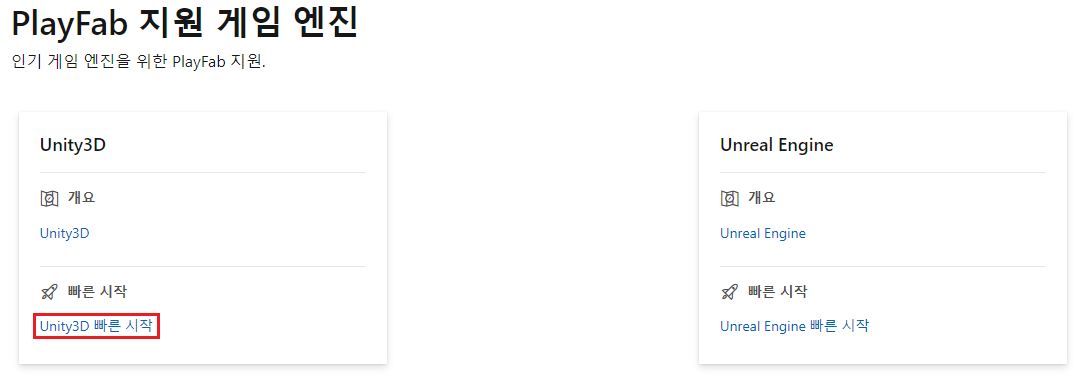 PlayFab 지원 게임 엔진
인기 게임 엔진을 위한 PlayFab 지원.
Unity3D
개요
Unity3D
빠른 시작
Unity3D 빠른 시작
Unreal Engine
개요
Unreal Engine
빠른 시작
Unreal Engine 빠른 시작